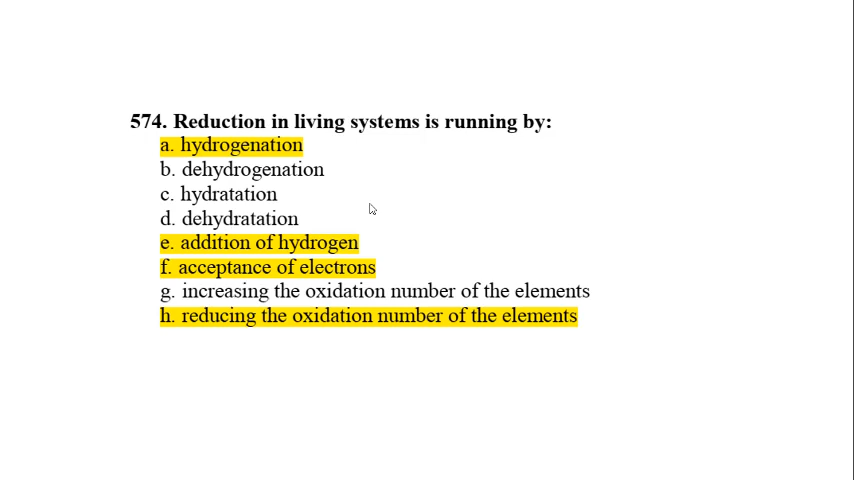 574. Reduction in living systems is running by:
a. hydrogenation
b. dehydrogenation
c. hydratation
d. dehydratation
e. addition of hydrogen
f. acceptance of electrons
g. increasing the oxidation number of the elements
h. reducing the oxidation number of the elements